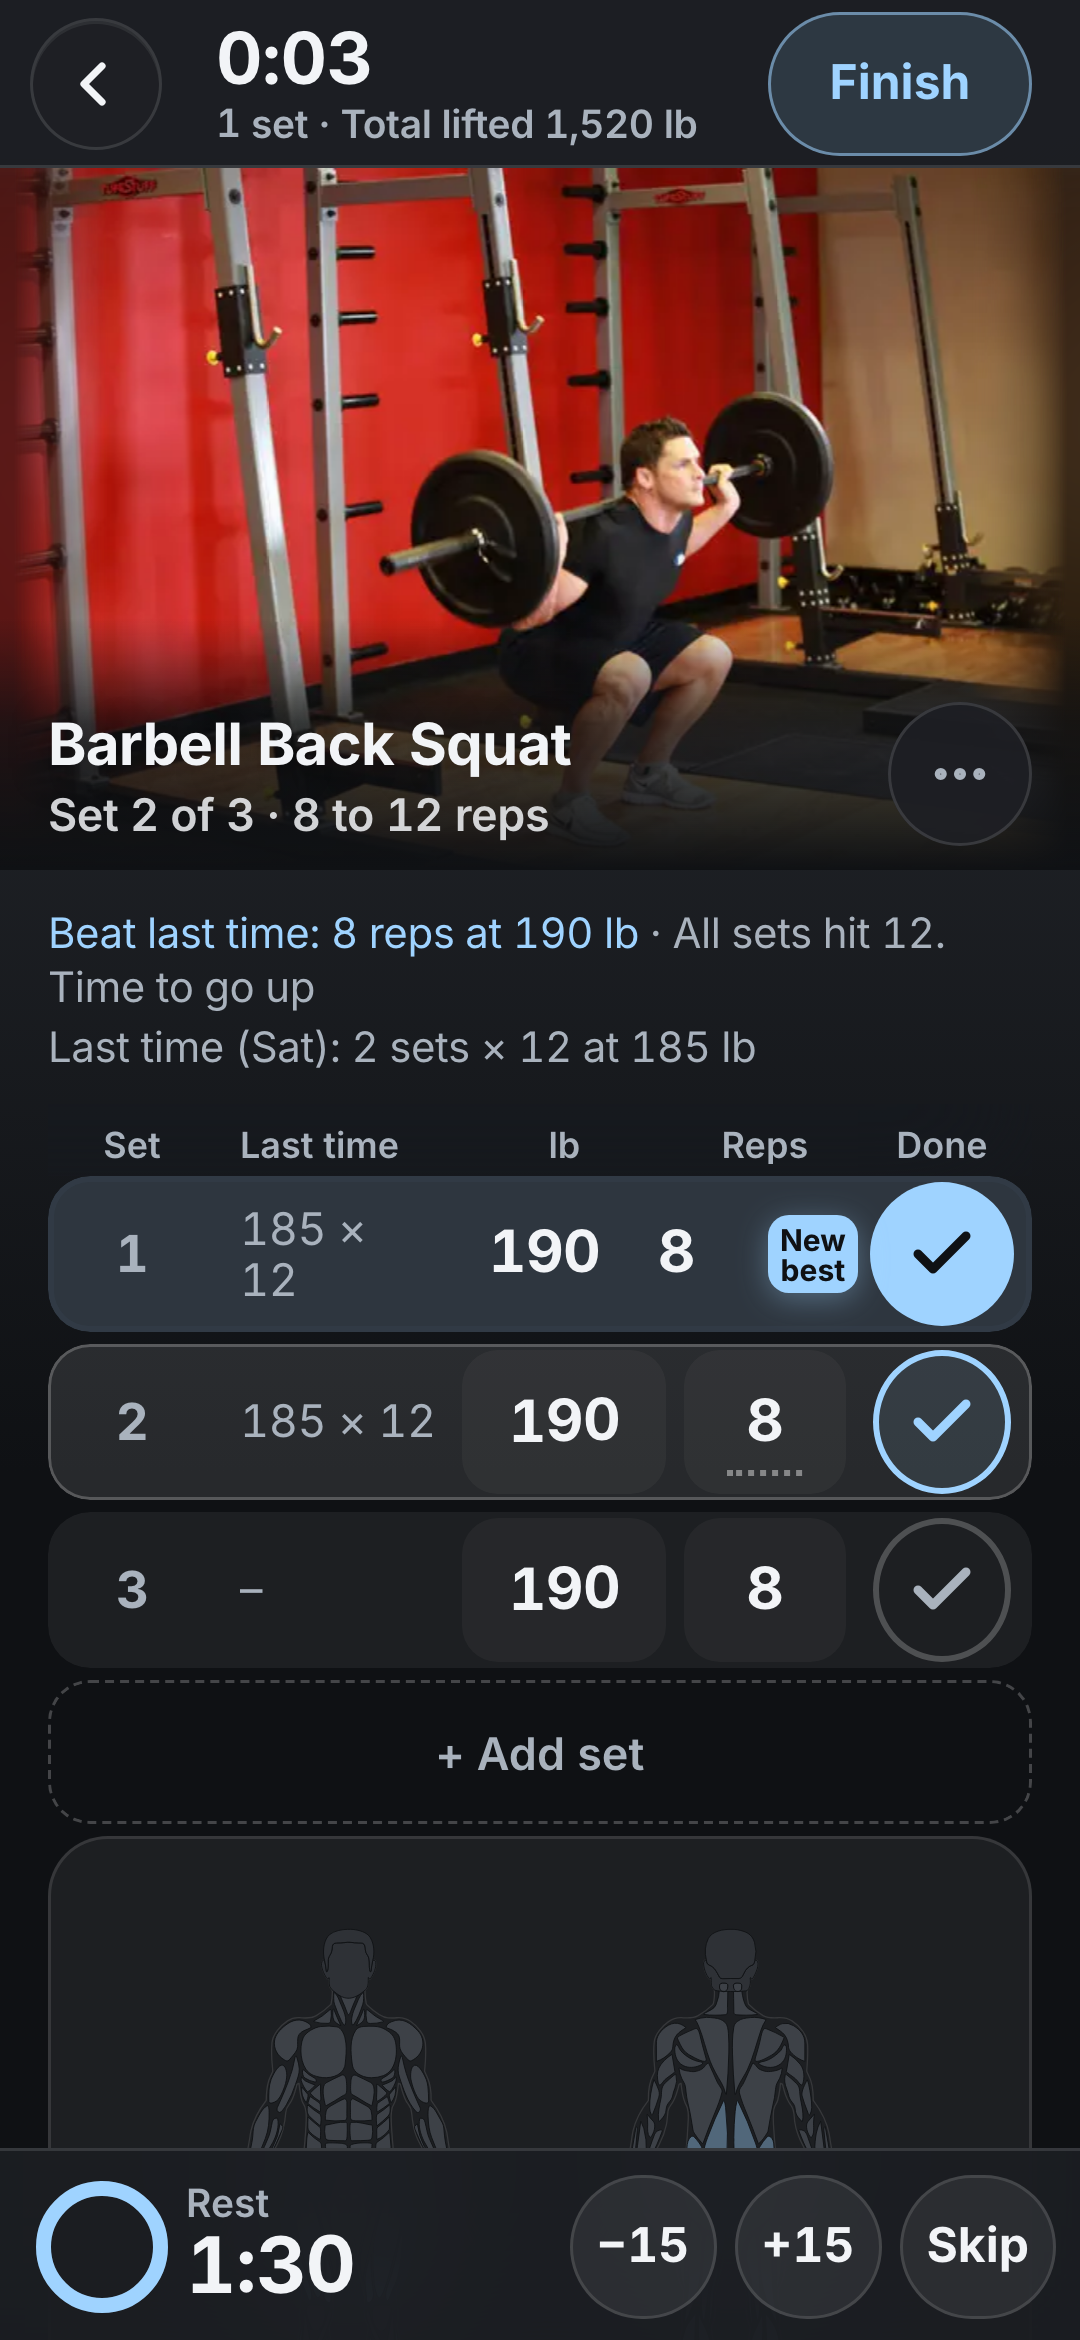 0:03
1 set · Total lifted 1,520 lb
Finish
Barbell Back Squat
Set 2 of 3 · 8 to 12 reps
Beat last time: 8 reps at 190 lb · All sets hit 12.
Time to go up
Last time (Sat): 2 sets × 12 at 185 lb
Set Last time lb Reps Done
1 185 × 12 190 8 New best
2 185 × 12 190 8
3 – 190 8
+ Add set
Rest
1:30
−15 +15 Skip